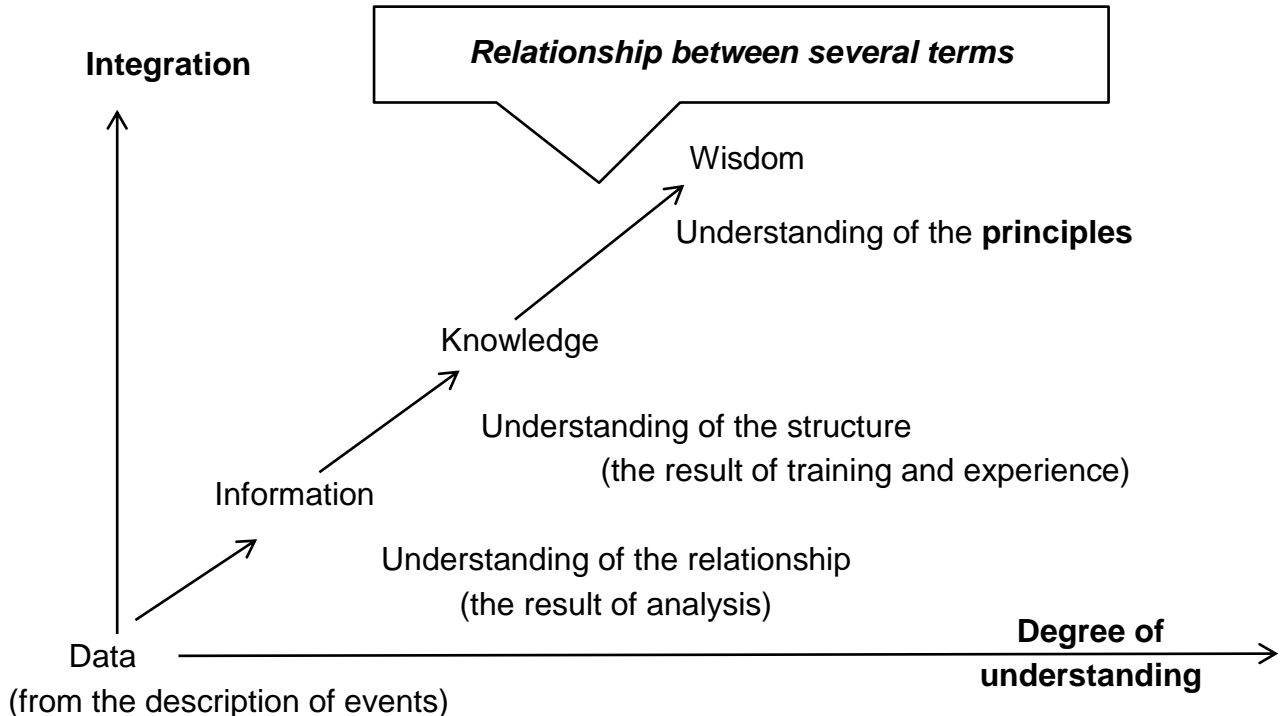 Relationship between several terms
Integration
Wisdom
Understanding of the principles
Knowledge
Understanding of the structure
(the result of training and experience)
Information
Understanding of the relationship
(the result of analysis)
Degree of
understanding
Data
(from the description of events)